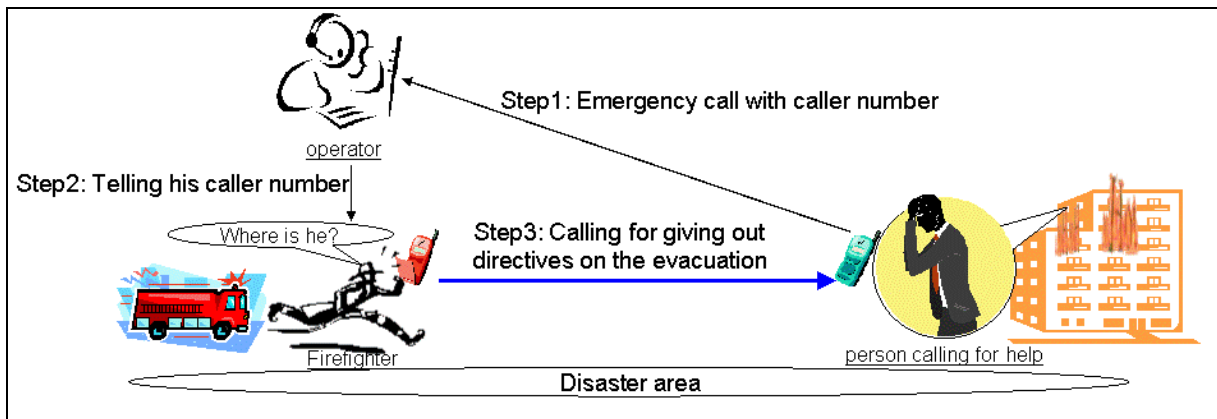 Step1: Emergency call with caller number
operator
Step2: Telling his caller number
Where is he?
Step3: Calling for giving out
directives on the evacuation
Firefighter
person calling for help
Disaster area